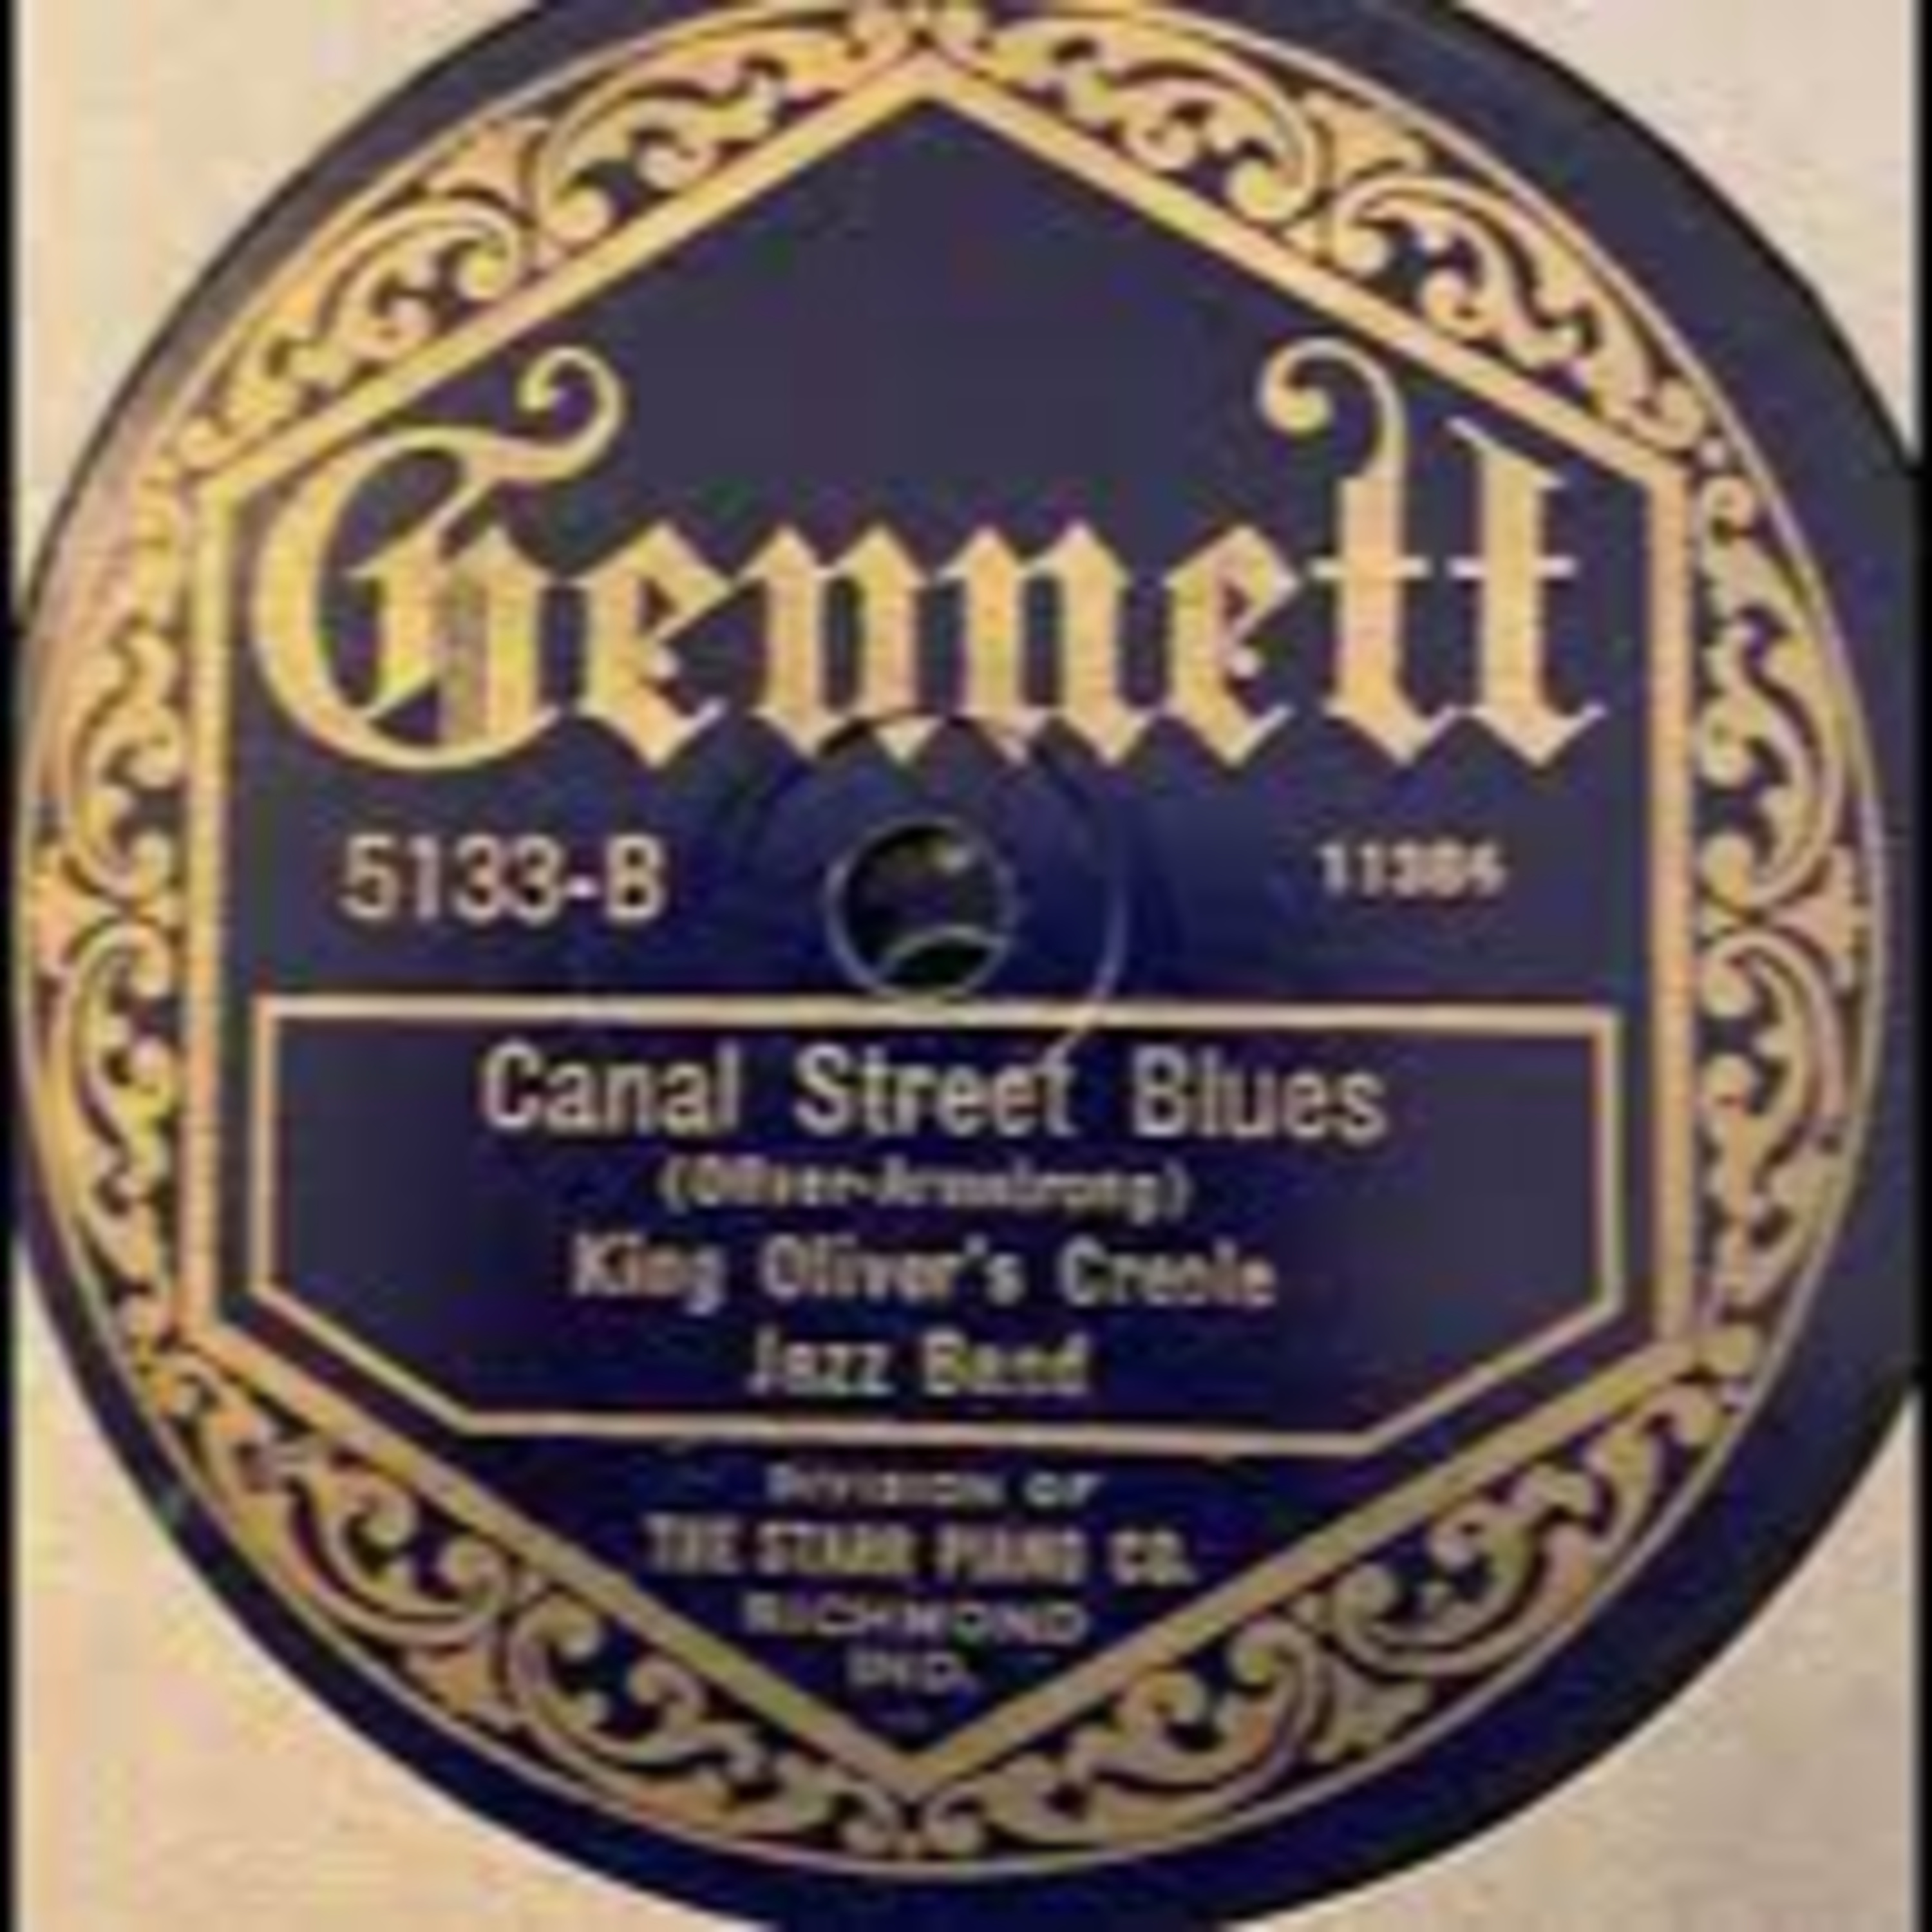 Gennett
5133-B
11384
Canal Street Blues
(Oliver-Armstrong)
King Oliver's Creole
Jazz Band
DIVISION OF
THE STARR PIANO CO.
RICHMOND
IND.